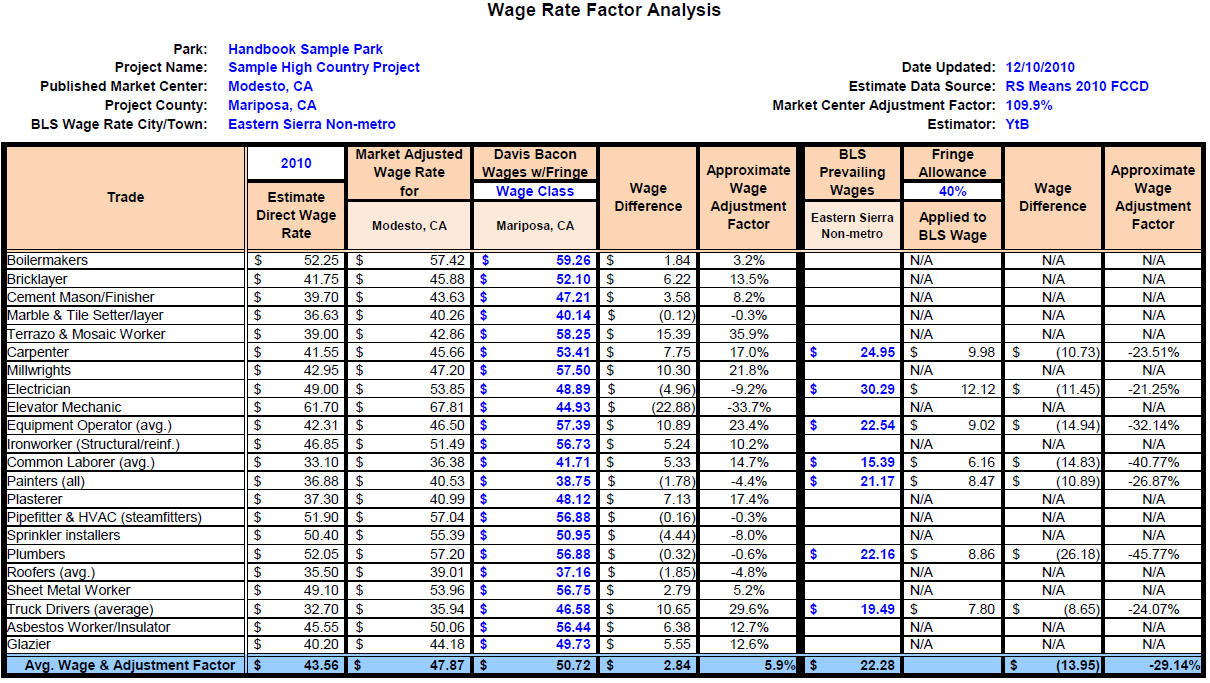 Wage Rate Factor Analysis
Park: Handbook Sample Park
Project Name: Sample High Country Project Date Updated: 12/10/2010
Published Market Center: Modesto, CA Estimate Data Source: RS Means 2010 FCCD
Project County: Mariposa, CA Market Center Adjustment Factor: 109.9%
BLS Wage Rate City/Town: Eastern Sierra Non-metro Estimator: YtB
Trade
2010
Estimate
Direct Wage
Rate
Market Adjusted
Wage Rate
for
Modesto, CA
Davis Bacon
Wages w/Fringe
Wage Class
Mariposa, CA
Wage
Difference
Approximate
Wage
Adjustment
Factor
BLS
Prevailing
Wages
Eastern Sierra
Non-metro
Fringe
Allowance
40%
Applied to
BLS Wage
Wage
Difference
Approximate
Wage
Adjustment
Factor
Boilermakers $ 52.25 $ 57.42 $ 59.26 $ 1.84 3.2% N/A N/A N/A
Bricklayer $ 41.75 $ 45.88 $ 52.10 $ 6.22 13.5% N/A N/A N/A
Cement Mason/Finisher $ 39.70 $ 43.63 $ 47.21 $ 3.58 8.2% N/A N/A N/A
Marble & Tile Setter/layer $ 36.63 $ 40.26 $ 40.14 $ (0.12) -0.3% N/A N/A N/A
Terrazo & Mosaic Worker $ 39.00 $ 42.86 $ 58.25 $ 15.39 35.9% N/A N/A N/A
Carpenter $ 41.55 $ 45.66 $ 53.41 $ 7.75 17.0% $ 24.95 $ 9.98 $ (10.73) -23.51%
Millwrights $ 42.95 $ 47.20 $ 57.50 $ 10.30 21.8% N/A N/A N/A
Electrician $ 49.00 $ 53.85 $ 48.89 $ (4.96) -9.2% $ 30.29 $ 12.12 $ (11.45) -21.25%
Elevator Mechanic $ 61.70 $ 67.81 $ 44.93 $ (22.88) -33.7% N/A N/A N/A
Equipment Operator (avg.) $ 42.31 $ 46.50 $ 57.39 $ 10.89 23.4% $ 22.54 $ 9.02 $ (14.94) -32.14%
Ironworker (Structural/reinf.) $ 46.85 $ 51.49 $ 56.73 $ 5.24 10.2% N/A N/A N/A
Common Laborer (avg.) $ 33.10 $ 36.38 $ 41.71 $ 5.33 14.7% $ 15.39 $ 6.16 $ (14.83) -40.77%
Painters (all) $ 36.88 $ 40.53 $ 38.75 $ (1.78) -4.4% $ 21.17 $ 8.47 $ (10.89) -26.87%
Plasterer $ 37.30 $ 40.99 $ 48.12 $ 7.13 17.4% N/A N/A N/A
Pipefitter & HVAC (steamfitters) $ 51.90 $ 57.04 $ 56.88 $ (0.16) -0.3% N/A N/A N/A
Sprinkler installers $ 50.40 $ 55.39 $ 50.95 $ (4.44) -8.0% N/A N/A N/A
Plumbers $ 52.05 $ 57.20 $ 56.88 $ (0.32) -0.6% $ 22.16 $ 8.86 $ (26.18) -45.77%
Roofers (avg.) $ 35.50 $ 39.01 $ 37.16 $ (1.85) -4.8% N/A N/A N/A
Sheet Metal Worker $ 49.10 $ 53.96 $ 56.75 $ 2.79 5.2% N/A N/A N/A
Truck Drivers (average) $ 32.70 $ 35.94 $ 46.58 $ 10.65 29.6% $ 19.49 $ 7.80 $ (8.65) -24.07%
Asbestos Worker/Insulator $ 45.55 $ 50.06 $ 56.44 $ 6.38 12.7% N/A N/A N/A
Glazier $ 40.20 $ 44.18 $ 49.73 $ 5.55 12.6% N/A N/A N/A
Avg. Wage & Adjustment Factor $ 43.56 $ 47.87 $ 50.72 $ 2.84 5.9% $ 22.28 $ (13.95) -29.14%